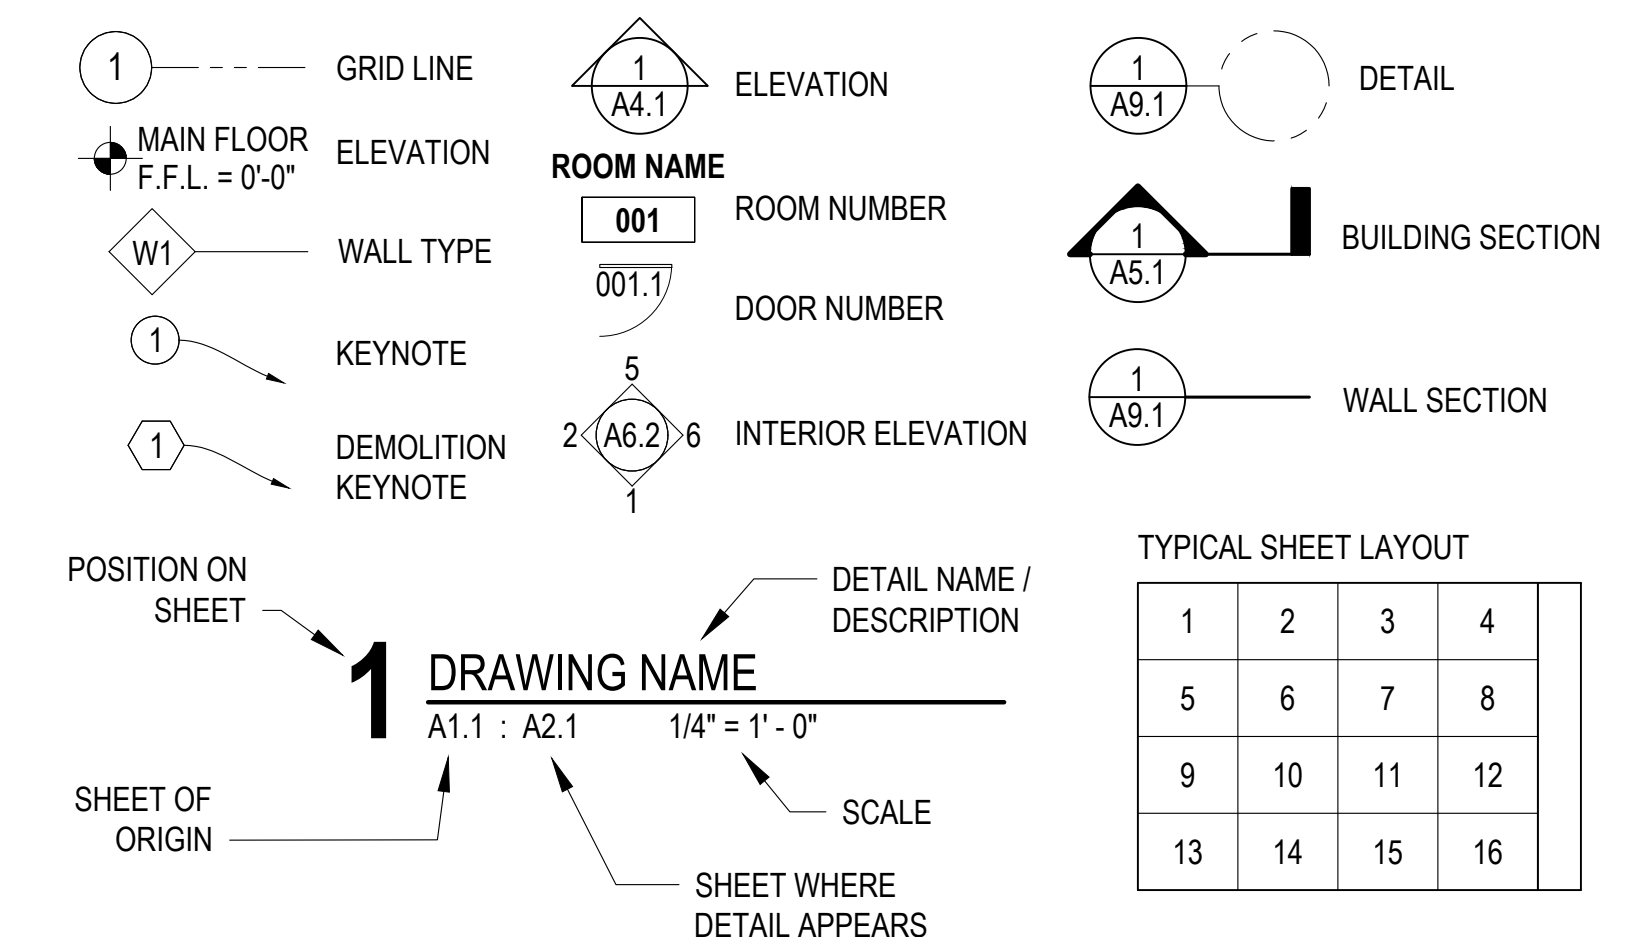 1
GRID LINE
MAIN FLOOR
F.F.L. = 0'-0"
ELEVATION
W1
WALL TYPE
1
KEYNOTE
1
DEMOLITION
KEYNOTE
1
A4.1
ELEVATION
ROOM NAME
001
ROOM NUMBER
001.1
DOOR NUMBER
5
2
A6.2
6
1
INTERIOR ELEVATION
1
A9.1
DETAIL
1
A5.1
BUILDING SECTION
1
A9.1
WALL SECTION
POSITION ON
SHEET
DETAIL NAME /
DESCRIPTION
1
DRAWING NAME
A1.1 : A2.1 1/4" = 1' - 0"
SHEET OF
ORIGIN
SCALE
SHEET WHERE
DETAIL APPEARS
TYPICAL SHEET LAYOUT
1 2 3 4
5 6 7 8
9 10 11 12
13 14 15 16